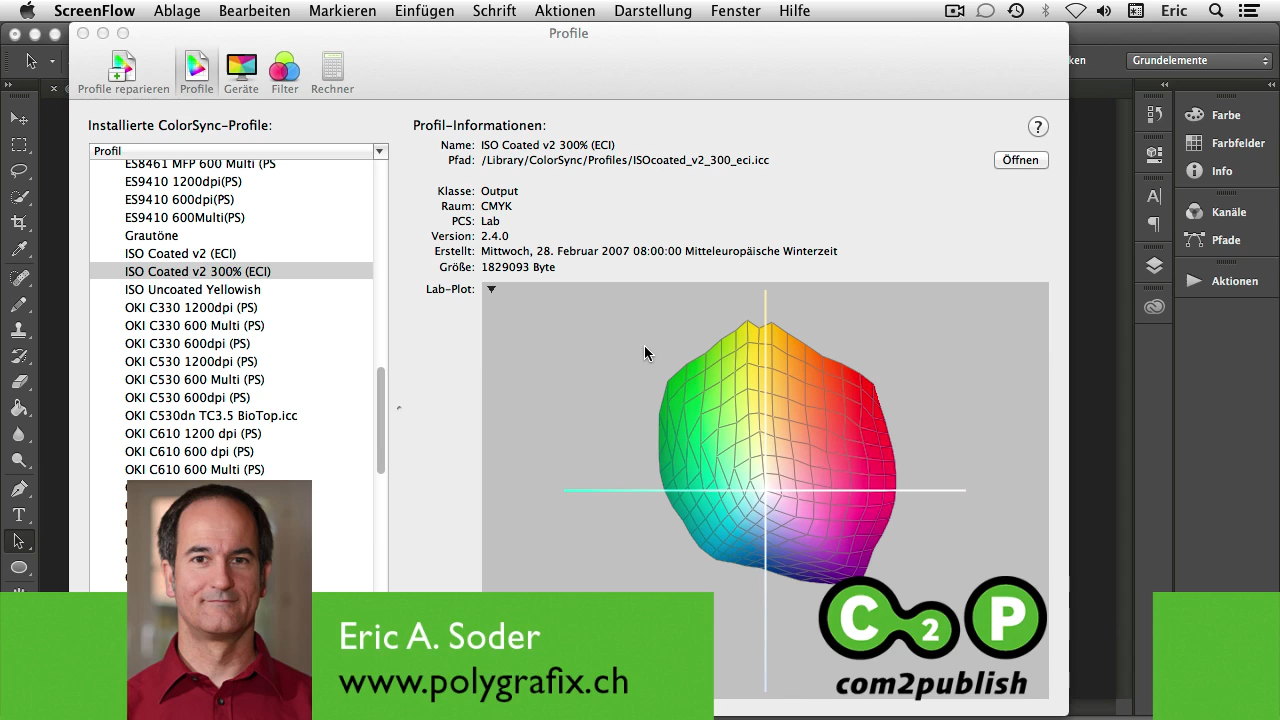 ScreenFlow Ablage Bearbeiten Markieren Einfügen Schrift Aktionen Darstellung Fenster Hilfe Eric
Profile
Profile reparieren Profile Geräte Filter Rechner
ken
Grundelemente
Installierte ColorSync-Profile:
Profil
ES8461 MFP 600 Multi (PS
ES9410 1200dpi(PS)
ES9410 600dpi(PS)
ES9410 600Multi(PS)
Grautöne
ISO Coated v2 (ECI)
ISO Coated v2 300% (ECI)
ISO Uncoated Yellowish
OKI C330 1200dpi (PS)
OKI C330 600 Multi (PS)
OKI C330 600dpi (PS)
OKI C530 1200dpi (PS)
OKI C530 600 Multi (PS)
OKI C530 600dpi (PS)
OKI C530dn TC3.5 BioTop.icc
OKI C610 1200 dpi (PS)
OKI C610 600 dpi (PS)
OKI C610 600 Multi (PS)
Profil-Informationen:
?
Name: ISO Coated v2 300% (ECI)
Pfad: /Library/ColorSync/Profiles/ISOcoated_v2_300_eci.icc
Öffnen
Klasse: Output
Raum: CMYK
PCS: Lab
Version: 2.4.0
Erstellt: Mittwoch, 28. Februar 2007 08:00:00 Mitteleuropäische Winterzeit
Größe: 1829093 Byte
Lab-Plot:
Farbe
Farbfelder
Info
Kanäle
Pfade
Aktionen
Eric A. Soder
www.polygrafix.ch
C2P
com2publish